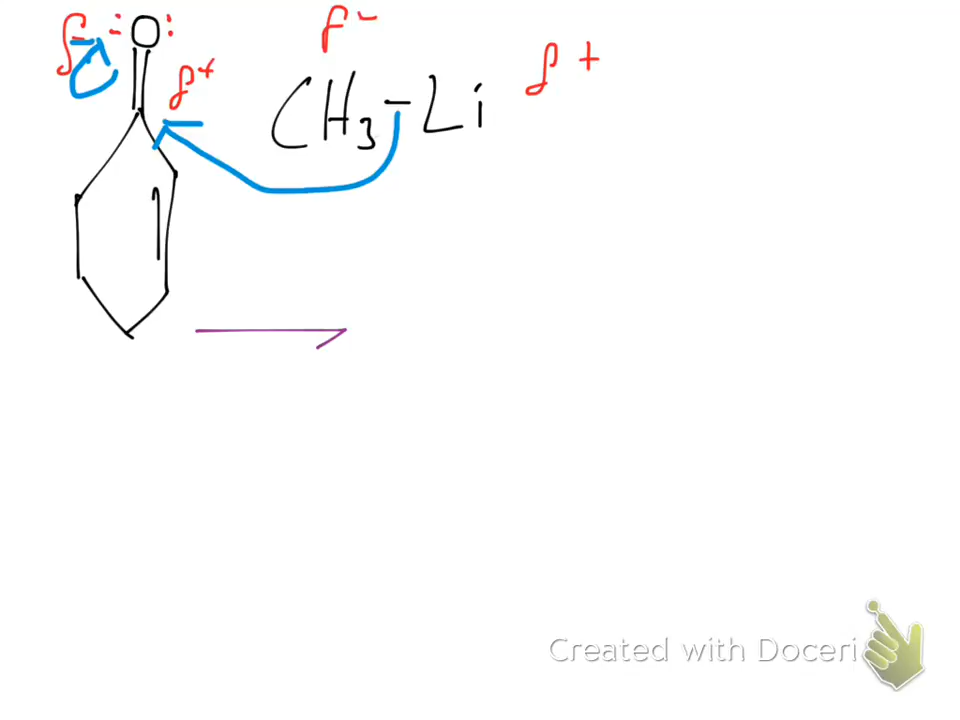 δ- :O:
δ- 
δ+
CH3-Li
δ+
Created with Doceri